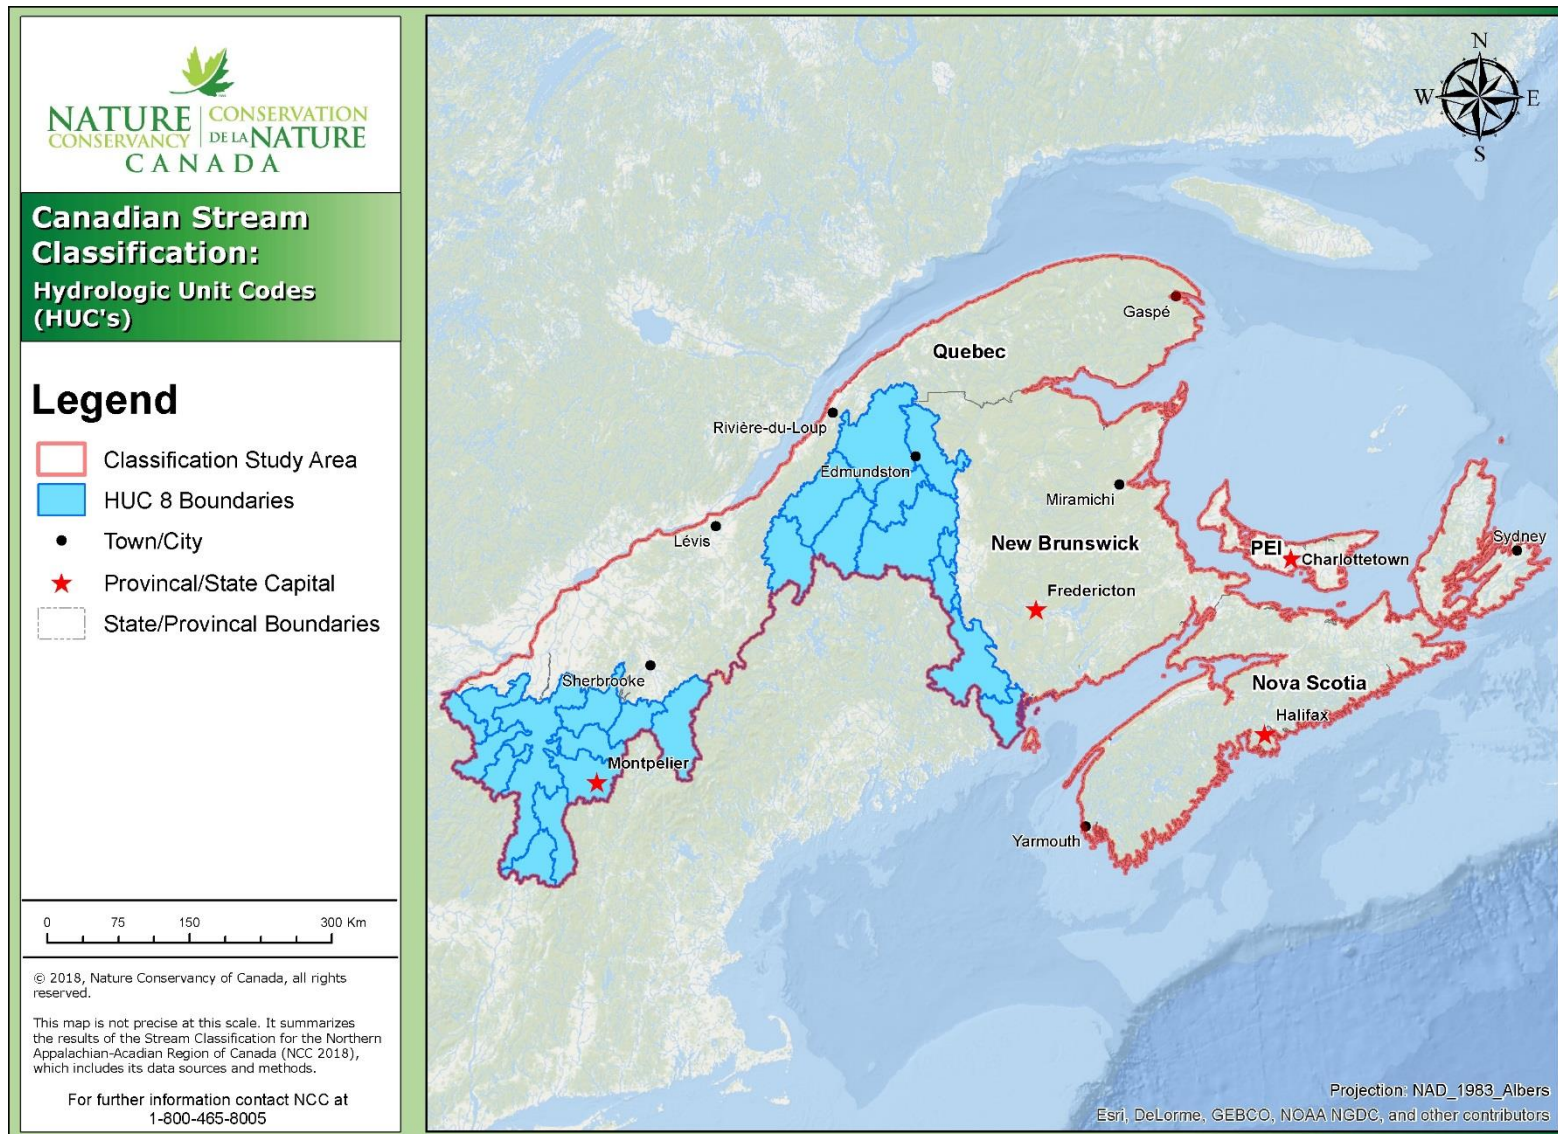 NATURE CONSERVATION
CONSERVANCY DE LA NATURE
CANADA
Canadian Stream
Classification:
Hydrologic Unit Codes
(HUC's)
Legend
Classification Study Area
HUC 8 Boundaries
Town/City
Provincal/State Capital
State/Provincal Boundaries
0 75 150 300 Km
© 2018, Nature Conservancy of Canada, all rights
reserved.
This map is not precise at this scale. It summarizes
the results of the Stream Classification for the Northern
Appalachian-Acadian Region of Canada (NCC 2018),
which includes its data sources and methods.
For further information contact NCC at
1-800-465-8005
N
W E
S
Gaspé
Quebec
Rivière-du-Loup
Edmundston
Miramichi
Lévis
New Brunswick
PEI
Charlottetown
Sydney
Fredericton
Sherbrooke
Nova Scotia
Halifax
Montpelier
Yarmouth
Projection: NAD_1983_Albers
Esri, DeLorme, GEBCO, NOAA NGDC, and other contributors